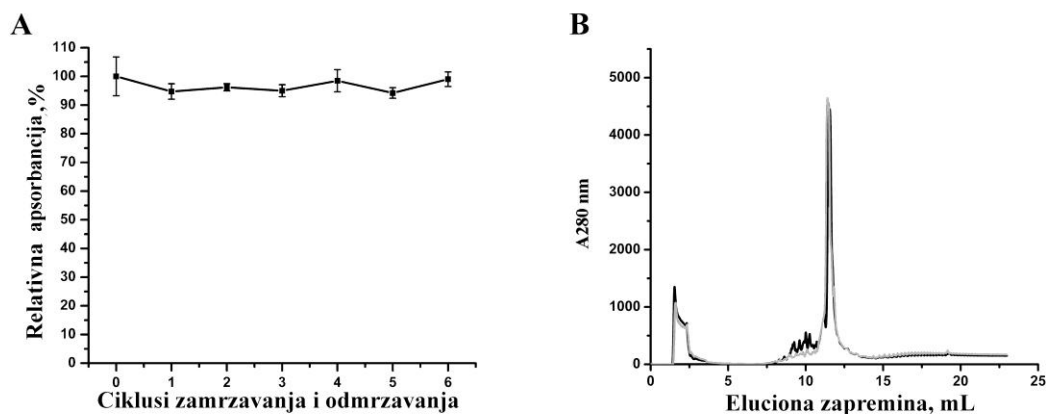 A
Relativna apsorbancija,%
110
100
90
80
70
60
50
40
30
20
10
0
0 1 2 3 4 5 6
Ciklusi zamrzavanja i odmrzavanja
B
A280 nm
5000
4000
3000
2000
1000
0
0 5 10 15 20 25
Eluciona zapremina, mL